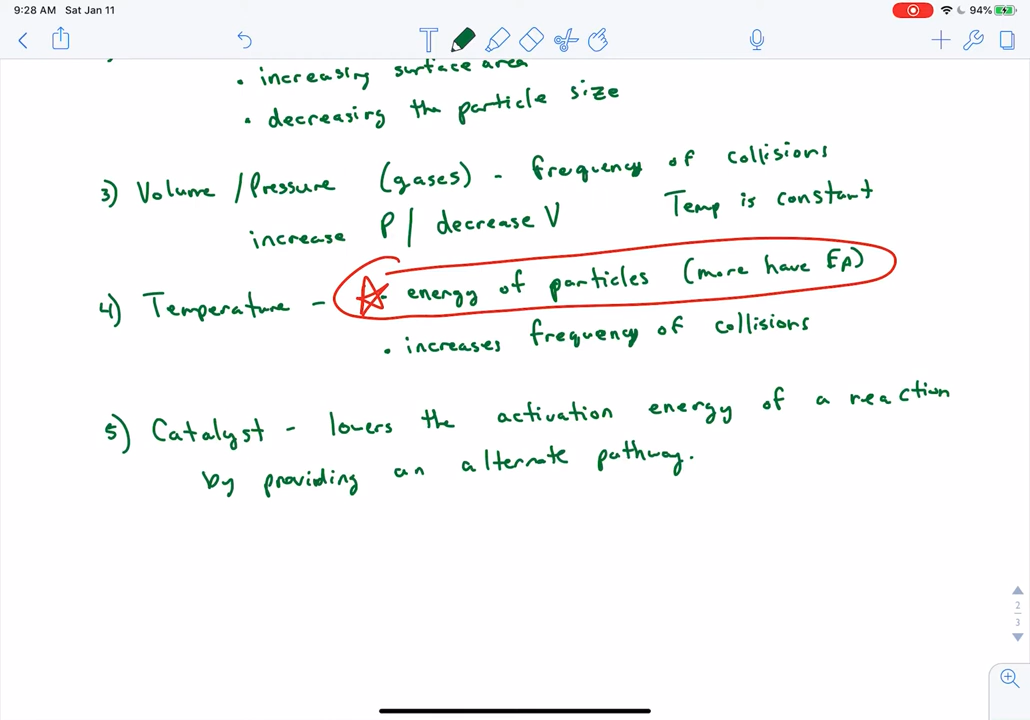 9:28 AM Sat Jan 11
94%
• increasing surface area
• decreasing the particle size
3) Volume / Pressure (gases) - frequency of collisions
increase P / decrease V Temp is constant
4) Temperature - • energy of particles (more have EA)
• increases frequency of collisions
5) Catalyst - lowers the activation energy of a reaction
by providing an alternate pathway.
2
3